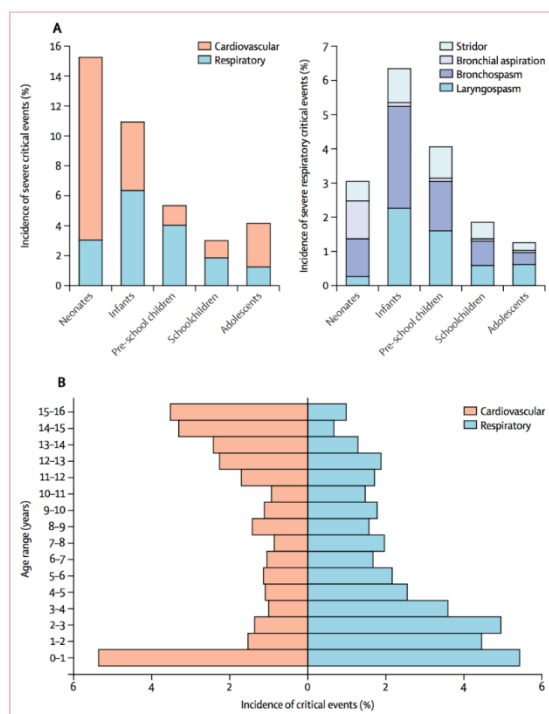 A
16
14
12
10
8
6
4
2
0
Incidence of severe critical events (%)
Cardiovascular
Respiratory
Neonates
Infants
Pre-school children
Schoolchildren
Adolescents
7
6
5
4
3
2
1
0
Incidence of severe respiratory critical events (%)
Stridor
Bronchial aspiration
Bronchospasm
Laryngospasm
Neonates
Infants
Pre-school children
Schoolchildren
Adolescents
B
Cardiovascular
Respiratory
Age range (years)
15–16
14–15
13–14
12–13
11–12
10–11
9–10
8–9
7–8
6–7
5–6
4–5
3–4
2–3
1–2
0–1
6 4 2 0 2 4 6
Incidence of critical events (%)